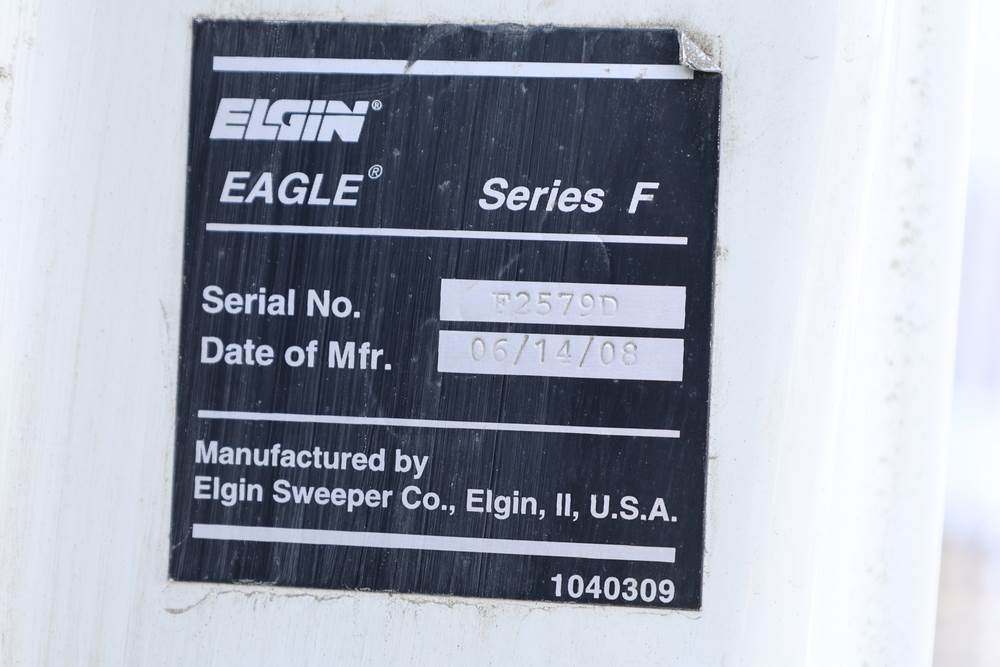 ELGIN®
EAGLE® Series F
Serial No. F2579D
Date of Mfr. 06/14/08
Manufactured by
Elgin Sweeper Co., Elgin, Il, U.S.A.
1040309